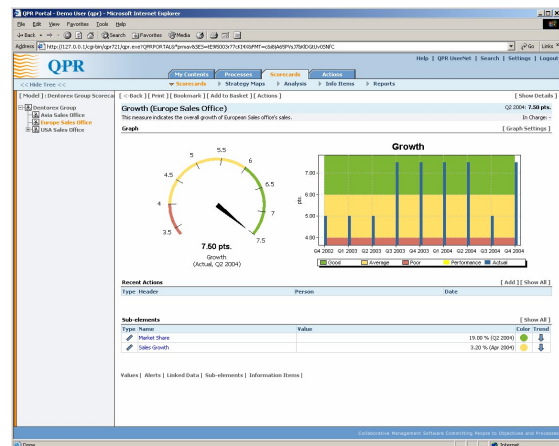 QPR Portal - Demo User (qpr) - Microsoft Internet Explorer
File Edit View Favorites Tools Help
Back
Search Favorites Media
Address
Go Links
Help | QPR UserNet | Search | Settings | Logout
QPR
My Contents Processes Scorecards Actions
<< Hide Tree << Scorecards Strategy Maps Analysis Info Items Reports
[ Model ] : Dentorex Group Scoreca [ <-Back ] [ Print ] [ Bookmark ] [ Add to Basket ] [ Actions ] [ Show Details ]
Dentorex Group
Asia Sales Office
Europe Sales Office
USA Sales Office
Growth (Europe Sales Office) Q2 2004: 7.50 pts.
This measure indicates the overall growth of European Sales office's sales. In Charge: -
Graph [ Graph Settings ]
3.5 4 4.5 5 5.5 6 6.5 7 7.5
7.50 pts.
Growth
(Actual, Q2 2004)
Growth
pts
7.00
6.00
5.00
4.00
Q4 2002 Q1 2003 Q2 2003 Q3 2003 Q4 2003 Q1 2004 Q2 2004 Q3 2004 Q4 2004
Good Average Poor Performance Actual
Recent Actions [ Add ] [ Show All ]
Type Header Person Date
Sub-elements [ Show All ]
Type Name Value Color Trend
Market Share 19.00 % (Q2 2004)
Sales Growth 3.20 % (Apr 2004)
Values | Alerts | Linked Data | Sub-elements | Information Items |
Collaborative Management Software Committing People to Objectives and Processes
Done Internet